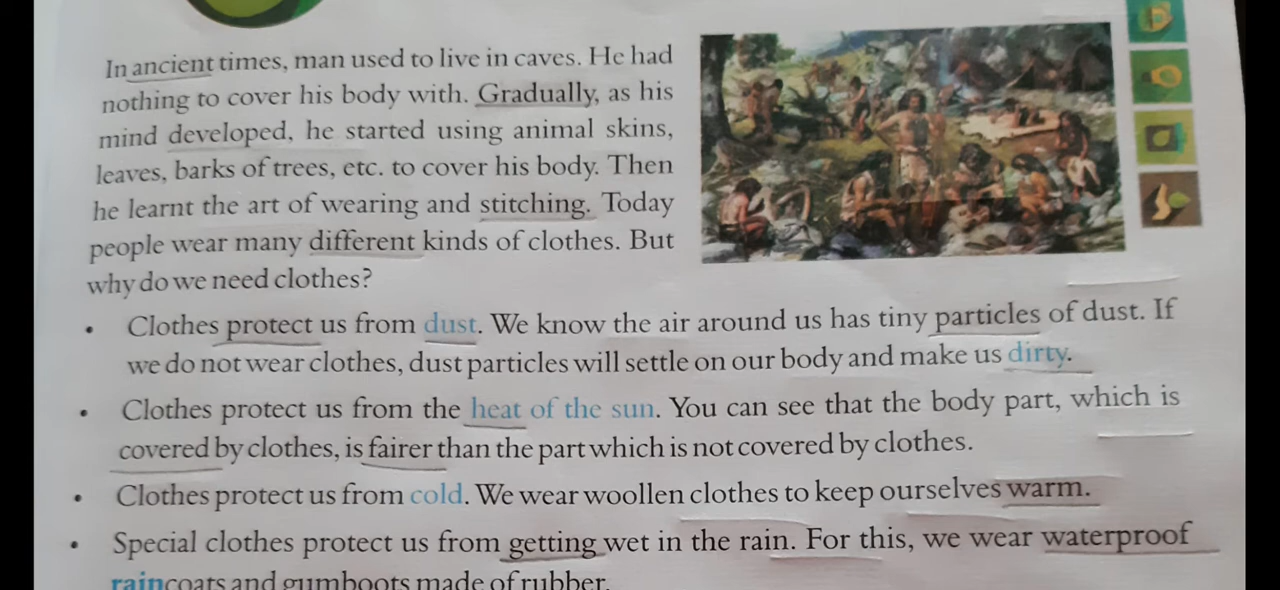 In ancient times, man used to live in caves. He had
nothing to cover his body with. Gradually, as his
mind developed, he started using animal skins,
leaves, barks of trees, etc. to cover his body. Then
he learnt the art of wearing and stitching. Today
people wear many different kinds of clothes. But
why do we need clothes?
• Clothes protect us from dust. We know the air around us has tiny particles of dust. If
we do not wear clothes, dust particles will settle on our body and make us dirty.
• Clothes protect us from the heat of the sun. You can see that the body part, which is
covered by clothes, is fairer than the part which is not covered by clothes.
• Clothes protect us from cold. We wear woollen clothes to keep ourselves warm.
• Special clothes protect us from getting wet in the rain. For this, we wear waterproof
raincoats and gumboots made of rubber.